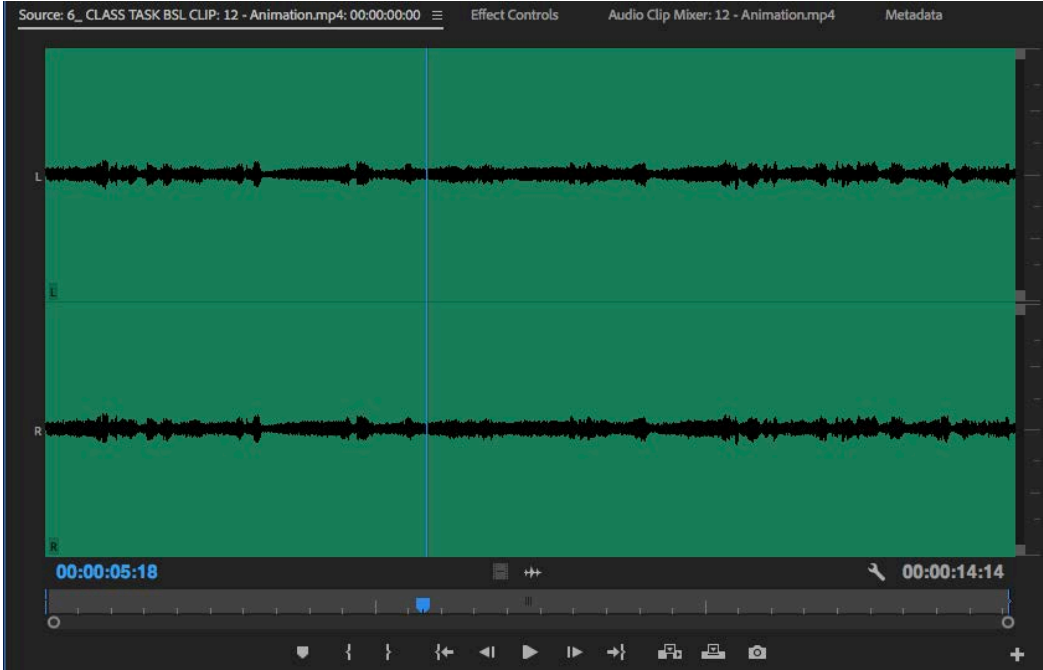 Source: 6_ CLASS TASK BSL CLIP: 12 - Animation.mp4: 00:00:00:00 Effect Controls Audio Clip Mixer: 12 - Animation.mp4 Metadata
L
L
R
R
00:00:05:18 00:00:14:14